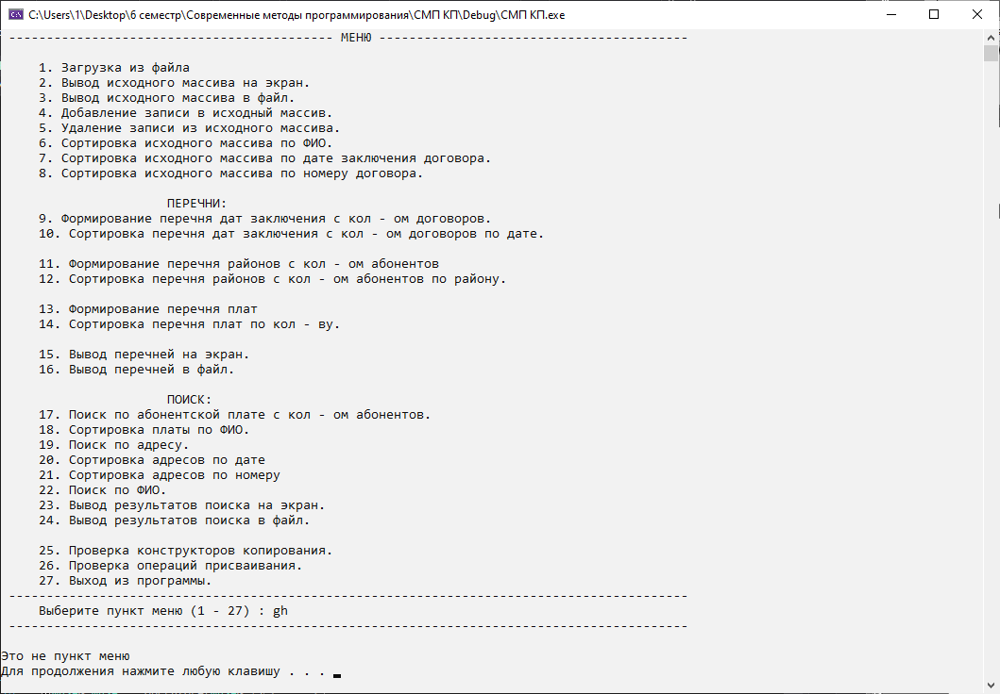 C:\Users\1\Desktop\6 семестр\Современные методы программирования\СМП КП\Debug\СМП КП.exe
------------------------------------------- МЕНЮ -----------------------------------------
1. Загрузка из файла
2. Вывод исходного массива на экран.
3. Вывод исходного массива в файл.
4. Добавление записи в исходный массив.
5. Удаление записи из исходного массива.
6. Сортировка исходного массива по ФИО.
7. Сортировка исходного массива по дате заключения договора.
8. Сортировка исходного массива по номеру договора.
ПЕРЕЧНИ:
9. Формирование перечня дат заключения с кол - ом договоров.
10. Сортировка перечня дат заключения с кол - ом договоров по дате.
11. Формирование перечня районов с кол - ом абонентов
12. Сортировка перечня районов с кол - ом абонентов по району.
13. Формирование перечня плат
14. Сортировка перечня плат по кол - ву.
15. Вывод перечней на экран.
16. Вывод перечней в файл.
ПОИСК:
17. Поиск по абонентской плате с кол - ом абонентов.
18. Сортировка платы по ФИО.
19. Поиск по адресу.
20. Сортировка адресов по дате
21. Сортировка адресов по номеру
22. Поиск по ФИО.
23. Вывод результатов поиска на экран.
24. Вывод результатов поиска в файл.
25. Проверка конструкторов копирования.
26. Проверка операций присваивания.
27. Выход из программы.
------------------------------------------------------------------------------------------
Выберите пункт меню (1 - 27) : gh
------------------------------------------------------------------------------------------
Это не пункт меню
Для продолжения нажмите любую клавишу . . .